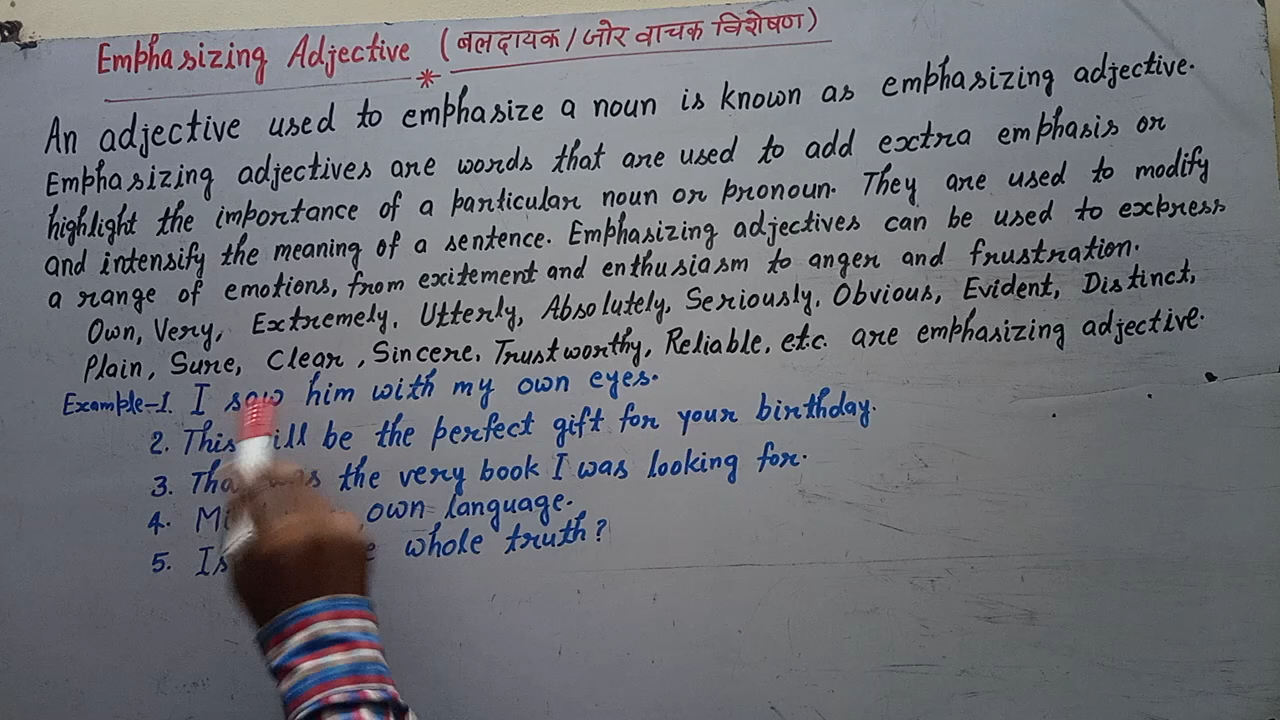 Emphasizing Adjective (बलदायक/जोर वाचक विशेषण)
*
An adjective used to emphasize a noun is known as emphasizing adjective.
Emphasizing adjectives are words that are used to add extra emphasis or
highlight the importance of a particular noun or pronoun. They are used to modify
and intensify the meaning of a sentence. Emphasizing adjectives can be used to express
a range of emotions, from excitement and enthusiasm to anger and frustration.
Own, Very, Extremely, Utterly, Absolutely, Seriously, Obvious, Evident, Distinct,
Plain, Sure, Clear, Sincere, Trustworthy, Reliable, etc. are emphasizing adjective.
Example-1. I saw him with my own eyes.
2. This ill be the perfect gift for your birthday.
3. the very book I was looking for.
4. own language.
5. Is whole truth?